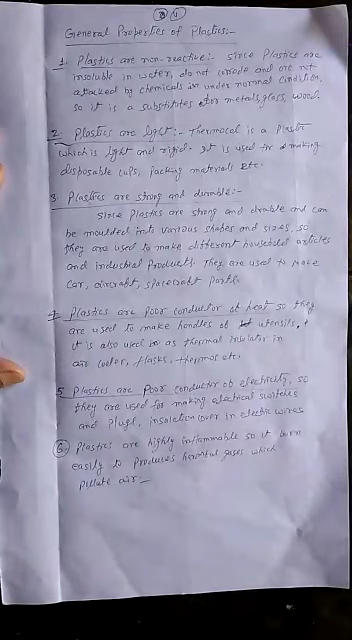 General Properties of Plastics:-
1. Plastics are non-reactive:- Since Plastics are
insoluble in water, do not corode and are not
attacked by chemicals in under normal condition,
so it is a substitutes for metals, glass, wood.
2. Plastics are light:- Thermocol is a Plastic
which is light and rigid. It is used for making
disposable cups, packing materials etc.
3 Plastics are strong and durable:-
Since Plastics are strong and drable and can
be moulded into various shapes and sizes, so
they are used to make different household articles
and industrial Products. They are used to make
car, aircraft, spacecraft parts.
4 Plastics are poor conductor of heat so they
are used to make handles of utensils,
it is also used as thermal insulator in
air cooler, flasks, thermos etc.
5 Plastics are Poor conductor of electricity, so
they are used for making electrical switches
and Plugs, insolation cover in electric wires
6. Plastics are highly inflammable so it burn
easily to Produces harmful gases which
Pullate air-